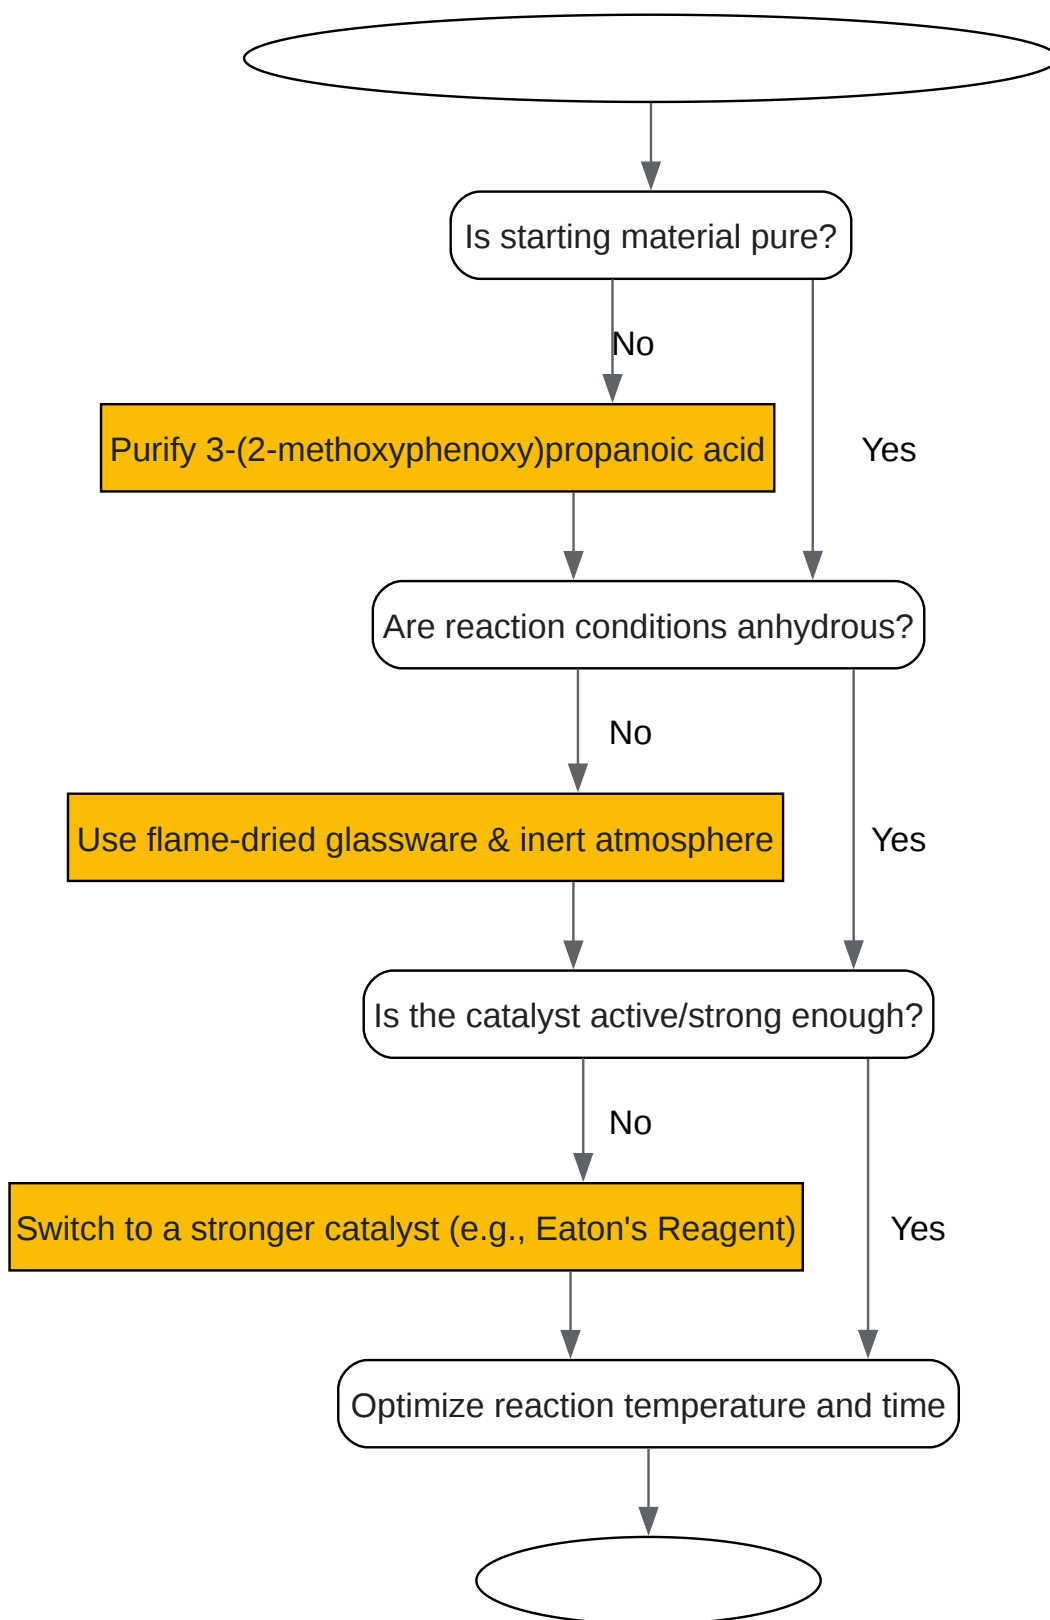 Is starting material pure?
No
Purify 3-(2-methoxyphenoxy)propanoic acid
Yes
Are reaction conditions anhydrous?
No
Use flame-dried glassware & inert atmosphere
Yes
Is the catalyst active/strong enough?
No
Switch to a stronger catalyst (e.g., Eaton's Reagent)
Yes
Optimize reaction temperature and time